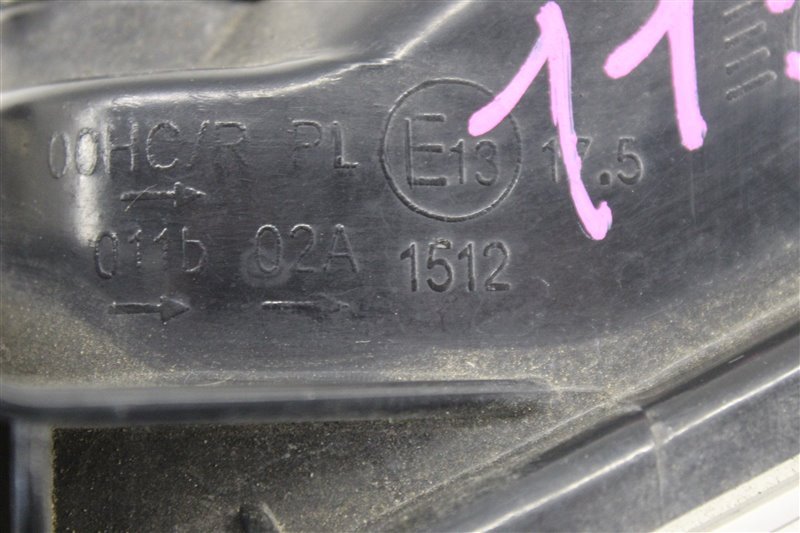 00HC/R PL E13 17.5
→
011b 02A 1512
→ →
11